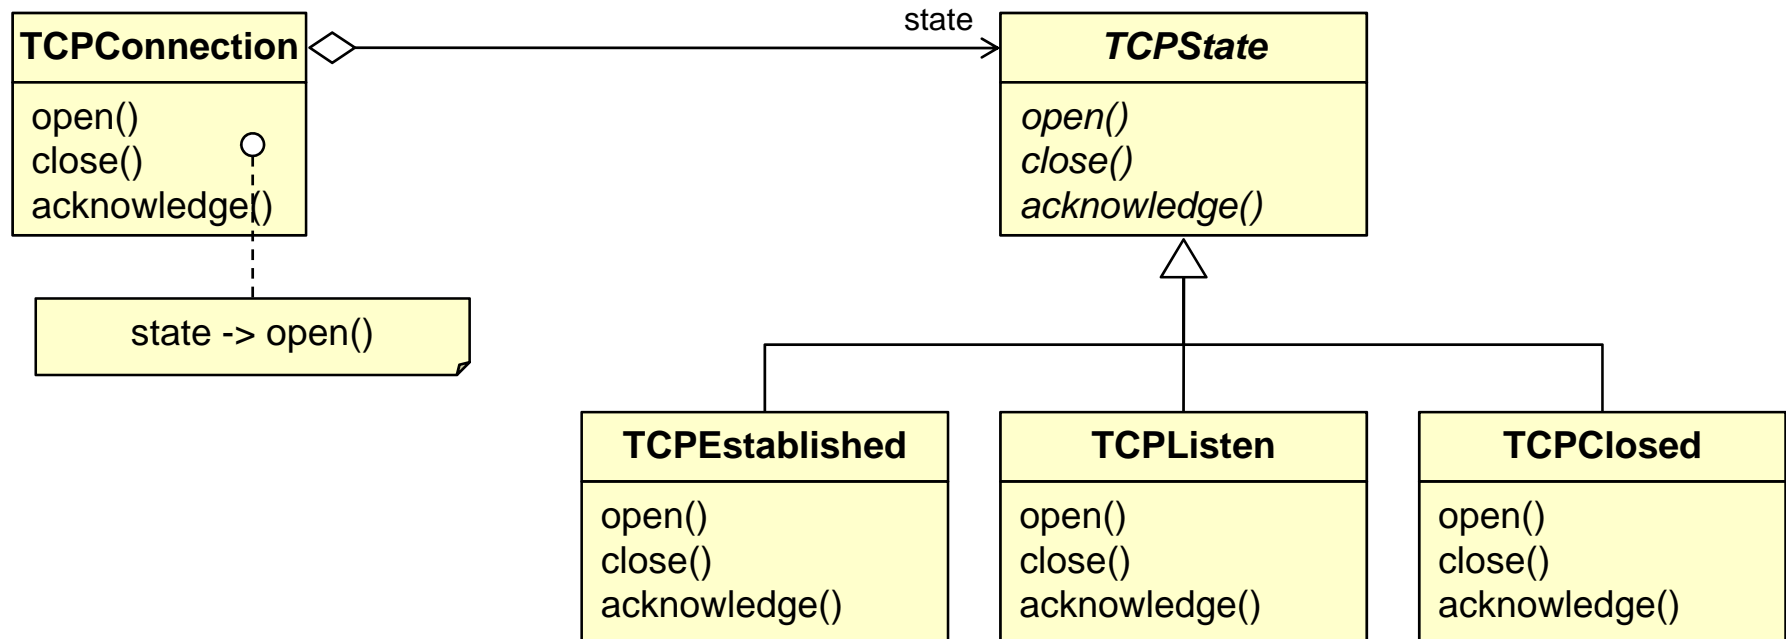 TCPConnection
open()
close()
acknowledge()
state -> open()
state
TCPState
open()
close()
acknowledge()
TCPEstablished
open()
close()
acknowledge()
TCPListen
open()
close()
acknowledge()
TCPClosed
open()
close()
acknowledge()